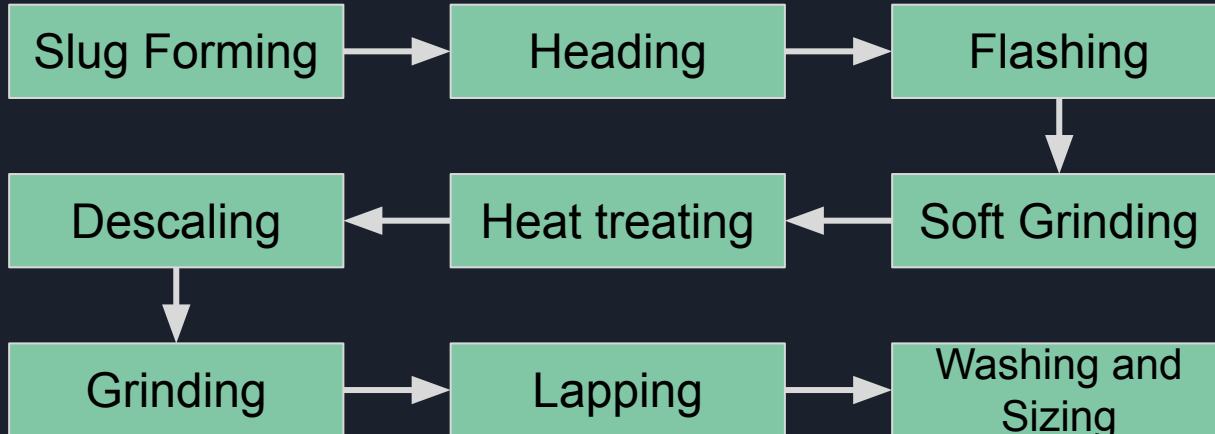 Slug Forming
Heading
Flashing
Soft Grinding
Heat treating
Descaling
Grinding
Lapping
Washing and
Sizing